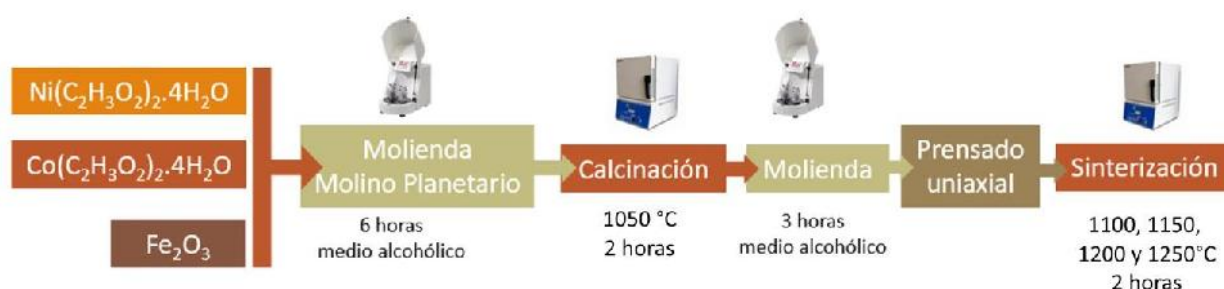 Ni(C₂H₃O₂)₂.4H₂O
Co(C₂H₃O₂)₂.4H₂O
Fe₂O₃
Molienda
Molino Planetario
6 horas
medio alcohólico
Calcinación
1050 °C
2 horas
Molienda
3 horas
medio alcohólico
Prensado
uniaxial
Sinterización
1100, 1150,
1200 y 1250°C
2 horas